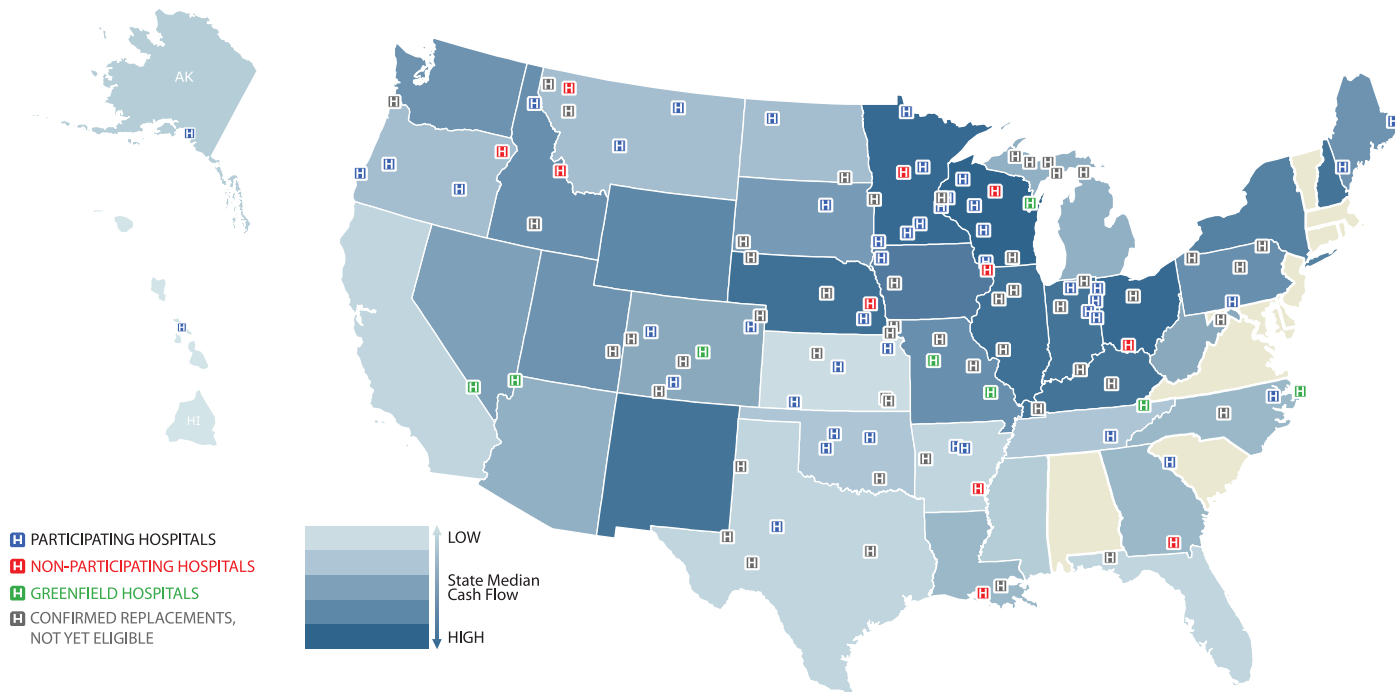 AK
HI
PARTICIPATING HOSPITALS
NON-PARTICIPATING HOSPITALS
GREENFIELD HOSPITALS
CONFIRMED REPLACEMENTS,
NOT YET ELIGIBLE
LOW
State Median
Cash Flow
HIGH